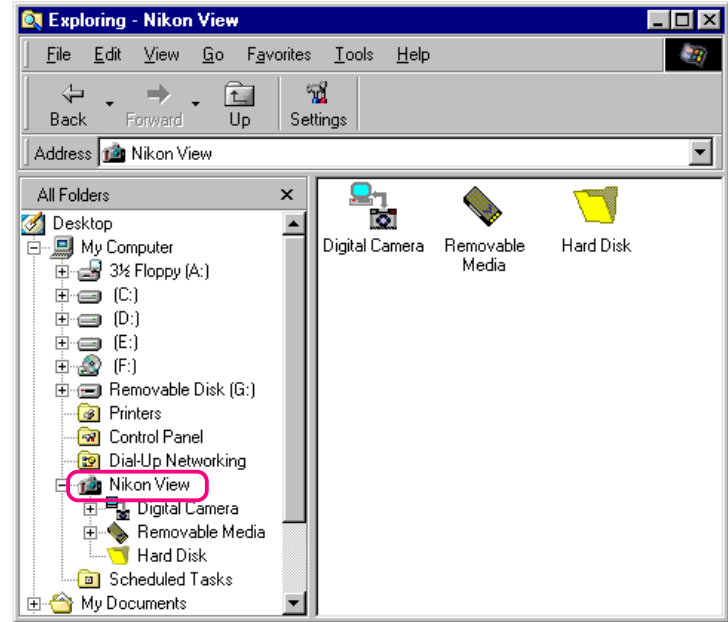 Exploring - Nikon View
File Edit View Go Favorites Tools Help
Back Forward Up Settings
Address Nikon View
All Folders
Desktop
My Computer
3½ Floppy (A:)
(C:)
(D:)
(E:)
(F:)
Removable Disk (G:)
Printers
Control Panel
Dial-Up Networking
Nikon View
Digital Camera
Removable Media
Hard Disk
Scheduled Tasks
My Documents
Digital Camera Removable Hard Disk
Media